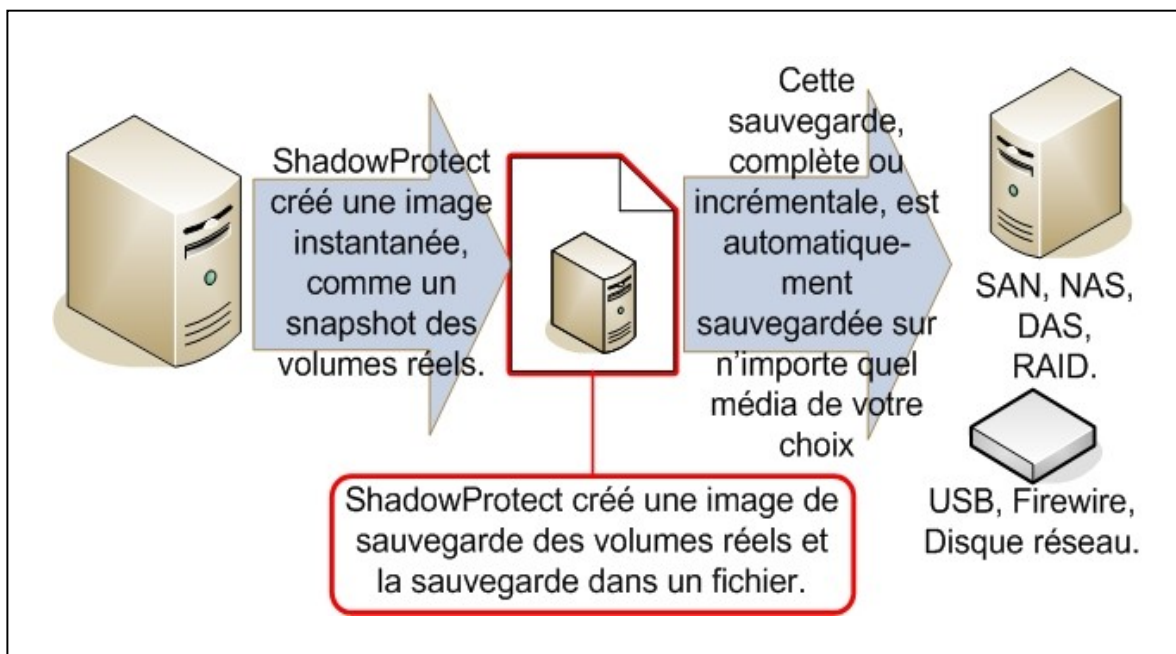 ShadowProtect
créé une image
instantanée,
comme un
snapshot des
volumes réels.
Cette
sauvegarde,
complète ou
incrémentale, est
automatique-
ment
sauvegardée sur
n'importe quel
média de votre
choix
SAN, NAS,
DAS,
RAID.
USB, Firewire,
Disque réseau.
ShadowProtect créé une image de
sauvegarde des volumes réels et
la sauvegarde dans un fichier.